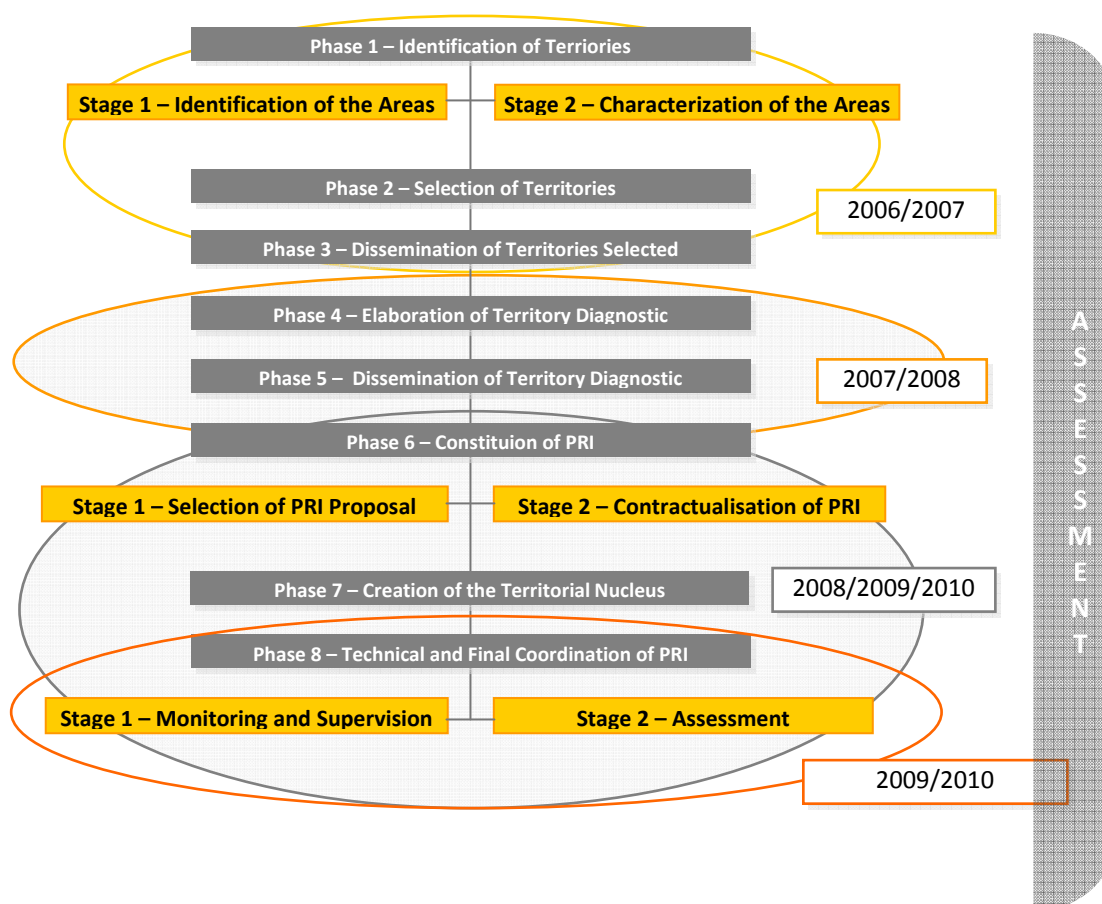 Phase 1 – Identification of Terriories
Stage 1 – Identification of the Areas
Stage 2 – Characterization of the Areas
Phase 2 – Selection of Territories
2006/2007
Phase 3 – Dissemination of Territories Selected
Phase 4 – Elaboration of Territory Diagnostic
Phase 5 – Dissemination of Territory Diagnostic
2007/2008
Phase 6 – Constituion of PRI
Stage 1 – Selection of PRI Proposal
Stage 2 – Contractualisation of PRI
Phase 7 – Creation of the Territorial Nucleus
2008/2009/2010
Phase 8 – Technical and Final Coordination of PRI
Stage 1 – Monitoring and Supervision
Stage 2 – Assessment
2009/2010
ASSESSMENT